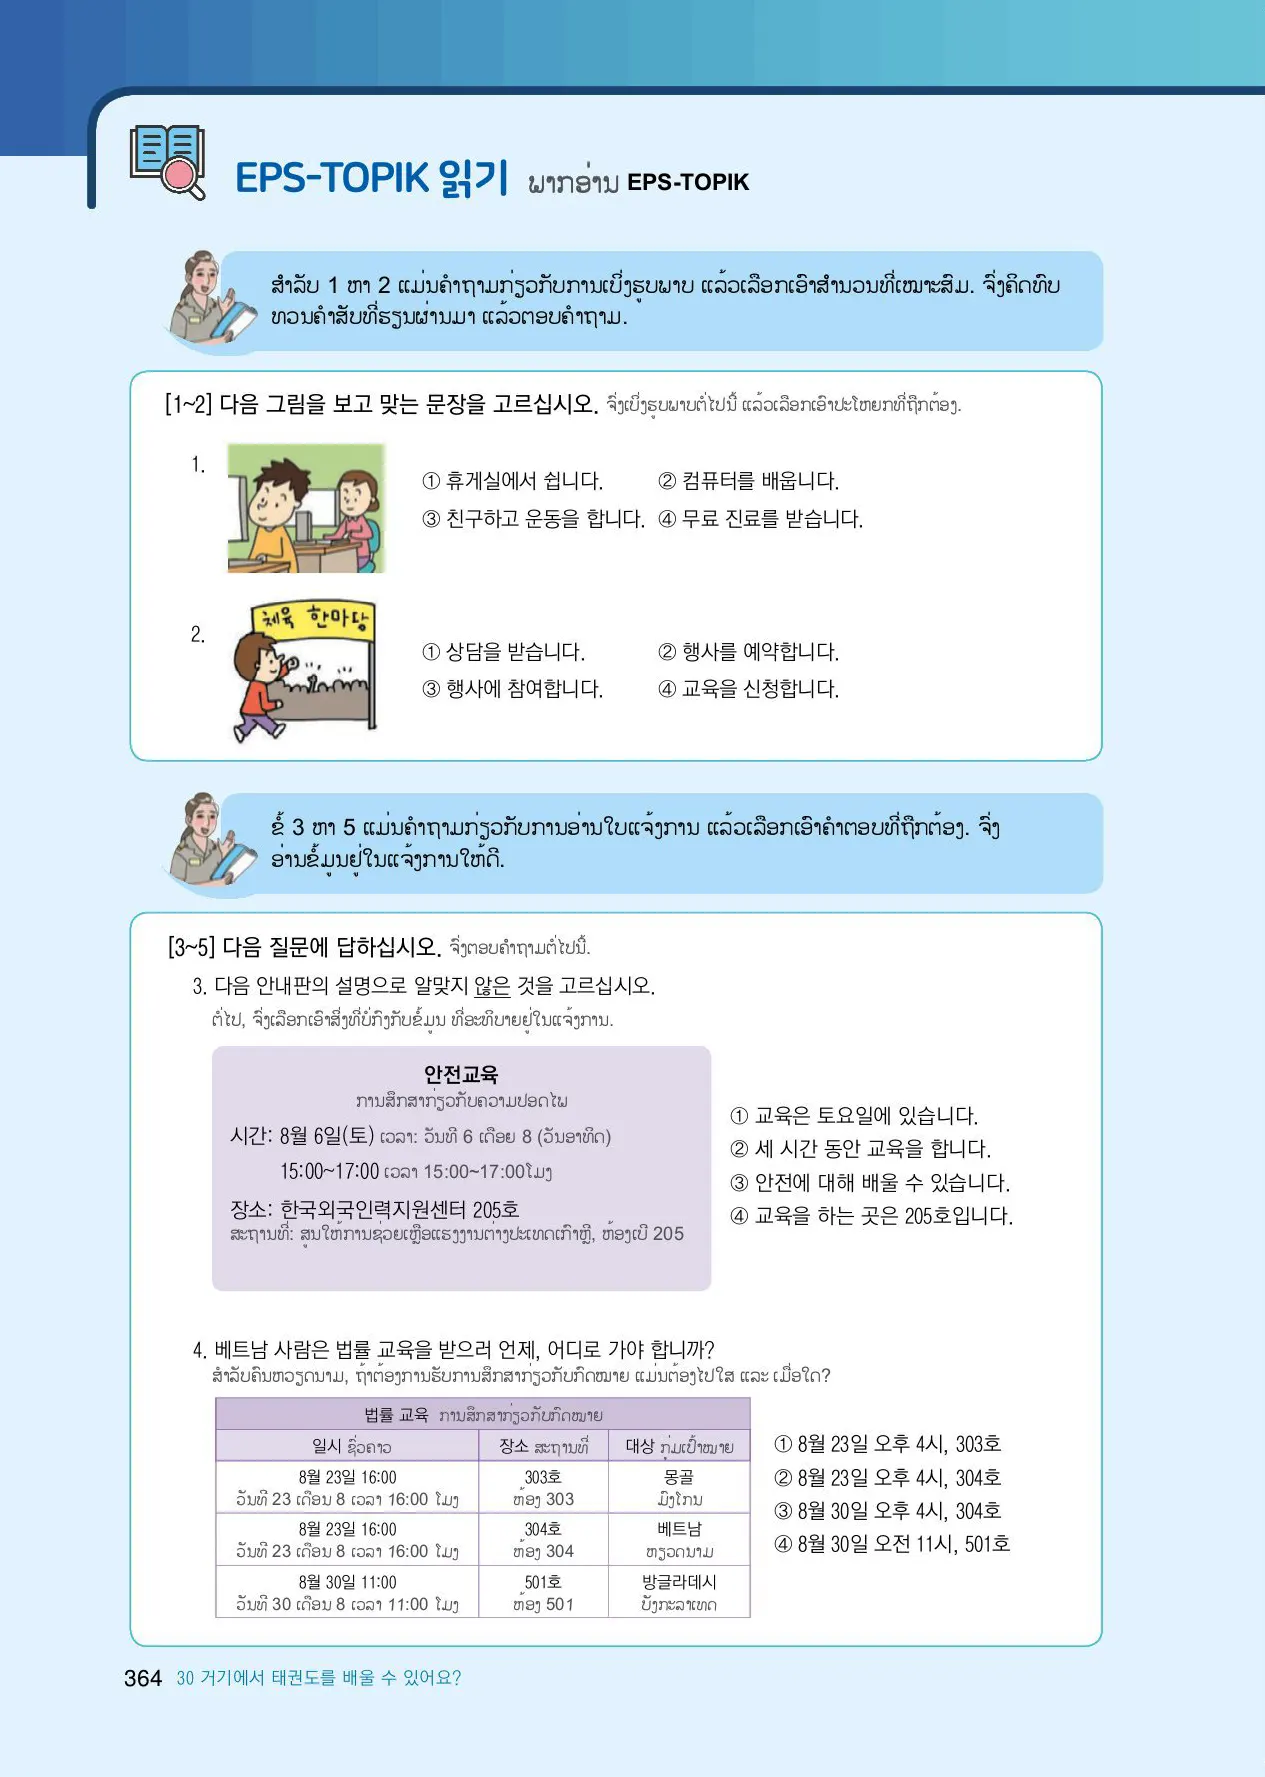 EPS-TOPIK 읽기 ພາກອ່ານ EPS-TOPIK
ສຳລັບ 1 ຫາ 2 ແມ່ນຄຳຖາມກ່ຽວກັບການເບິ່ງຮູບພາບ ແລ້ວເລືອກເອົາສຳນວນທີ່ເໝາະສົມ. ຈົ່ງຄິດທົບ
ທວນຄຳສັບທີ່ຮຽນຜ່ານມາ ແລ້ວຕອບຄຳຖາມ.
[1~2] 다음 그림을 보고 맞는 문장을 고르십시오. ຈົ່ງເບິ່ງຮູບພາບຕໍ່ໄປນີ້ ແລ້ວເລືອກເອົາປະໂຫຍກທີ່ຖືກຕ້ອງ.
1.
① 휴게실에서 쉽니다. ② 컴퓨터를 배웁니다.
③ 친구하고 운동을 합니다. ④ 무료 진료를 받습니다.
체육 한마당
2.
① 상담을 받습니다. ② 행사를 예약합니다.
③ 행사에 참여합니다. ④ 교육을 신청합니다.
ຂໍ້ 3 ຫາ 5 ແມ່ນຄຳຖາມກ່ຽວກັບການອ່ານໃບແຈ້ງການ ແລ້ວເລືອກເອົາຄຳຕອບທີ່ຖືກຕ້ອງ. ຈົ່ງ
ອ່ານຂໍ້ມູນຢູ່ໃນແຈ້ງການໃຫ້ດີ.
[3~5] 다음 질문에 답하십시오. ຈົ່ງຕອບຄຳຖາມຕໍ່ໄປນີ້.
3. 다음 안내판의 설명으로 알맞지 않은 것을 고르십시오.
ຕໍ່ໄປ, ຈົ່ງເລືອກເອົາສິ່ງທີ່ບໍ່ກົງກັບຂໍ້ມູນ ທີ່ອະທິບາຍຢູ່ໃນແຈ້ງການ.
안전교육
ການສຶກສາກ່ຽວກັບຄວາມປອດໄພ
시간: 8월 6일(토) ເວລາ: ວັນທີ 6 ເດືອຍ 8 (ວັນອາທິດ)
15:00~17:00 ເວລາ 15:00~17:00ໂມງ
장소: 한국외국인력지원센터 205호
ສະຖານທີ່: ສູນໃຫ້ການຊ່ວຍເຫຼືອແຮງງານຕ່າງປະເທດເກົາຫຼີ, ຫ້ອງເບີ 205
① 교육은 토요일에 있습니다.
② 세 시간 동안 교육을 합니다.
③ 안전에 대해 배울 수 있습니다.
④ 교육을 하는 곳은 205호입니다.
4. 베트남 사람은 법률 교육을 받으러 언제, 어디로 가야 합니까?
ສຳລັບຄົນຫວຽດນາມ, ຖ້າຕ້ອງການຮັບການສຶກສາກ່ຽວກັບກົດໝາຍ ແມ່ນຕ້ອງໄປໃສ ແລະ ເມື່ອໃດ?
법률 교육 ການສຶກສາກ່ຽວກັບກົດໝາຍ
일시 ຊົ່ວຄາວ 장소 ສະຖານທີ່ 대상 ກຸ່ມເປົ້າໝາຍ
8월 23일 16:00 303호 몽골
ວັນທີ 23 ເດືອນ 8 ເວລາ 16:00 ໂມງ ຫ້ອງ 303 ມົງໂກນ
8월 23일 16:00 304호 베트남
ວັນທີ 23 ເດືອນ 8 ເວລາ 16:00 ໂມງ ຫ້ອງ 304 ຫຽວດນາມ
8월 30일 11:00 501호 방글라데시
ວັນທີ 30 ເດືອນ 8 ເວລາ 11:00 ໂມງ ຫ້ອງ 501 ບັງກະລາເທດ
① 8월 23일 오후 4시, 303호
② 8월 23일 오후 4시, 304호
③ 8월 30일 오후 4시, 304호
④ 8월 30일 오전 11시, 501호
364 30 거기에서 태권도를 배울 수 있어요?